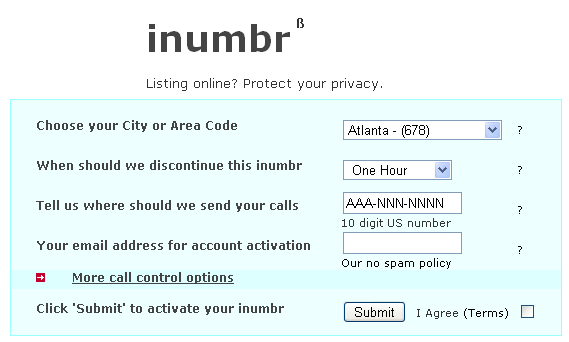 inumbr ß
Listing online? Protect your privacy.
Choose your City or Area Code Atlanta - (678) ?
When should we discontinue this inumbr One Hour ?
Tell us where should we send your calls AAA-NNN-NNNN ?
10 digit US number
Your email address for account activation ?
Our no spam policy
More call control options
Click 'Submit' to activate your inumbr Submit I Agree (Terms)